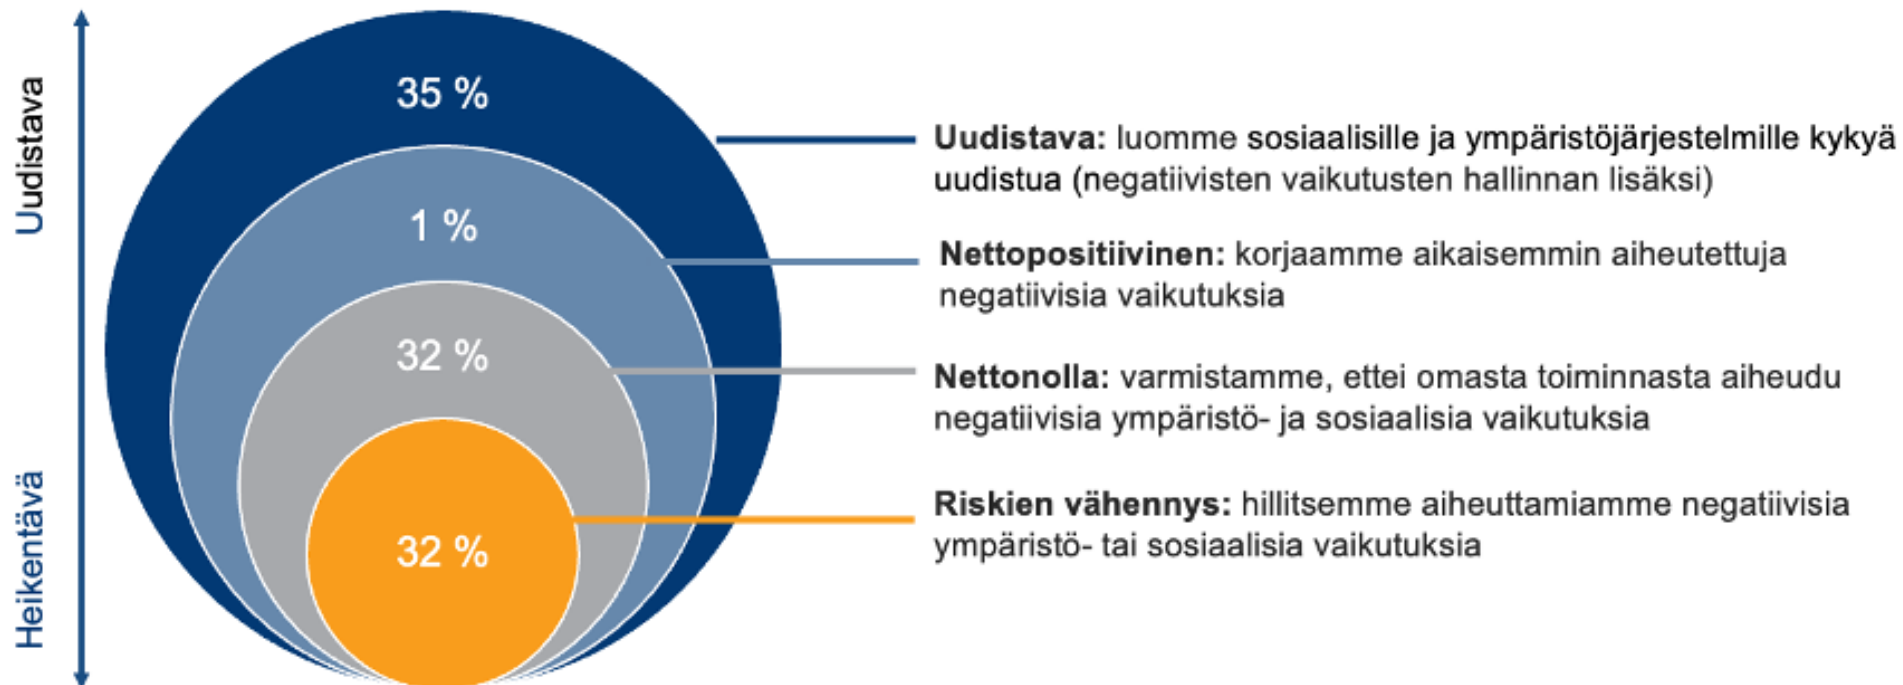 Uudistava
Heikentävä
35 %
1 %
32 %
32 %
Uudistava: luomme sosiaalisille ja ympäristöjärjestelmille kykyä
uudistua (negatiivisten vaikutusten hallinnan lisäksi)
Nettopositiivinen: korjaamme aikaisemmin aiheutettuja
negatiivisia vaikutuksia
Nettonolla: varmistamme, ettei omasta toiminnasta aiheudu
negatiivisia ympäristö- ja sosiaalisia vaikutuksia
Riskien vähennys: hillitsemme aiheuttamiamme negatiivisia
ympäristö- tai sosiaalisia vaikutuksia